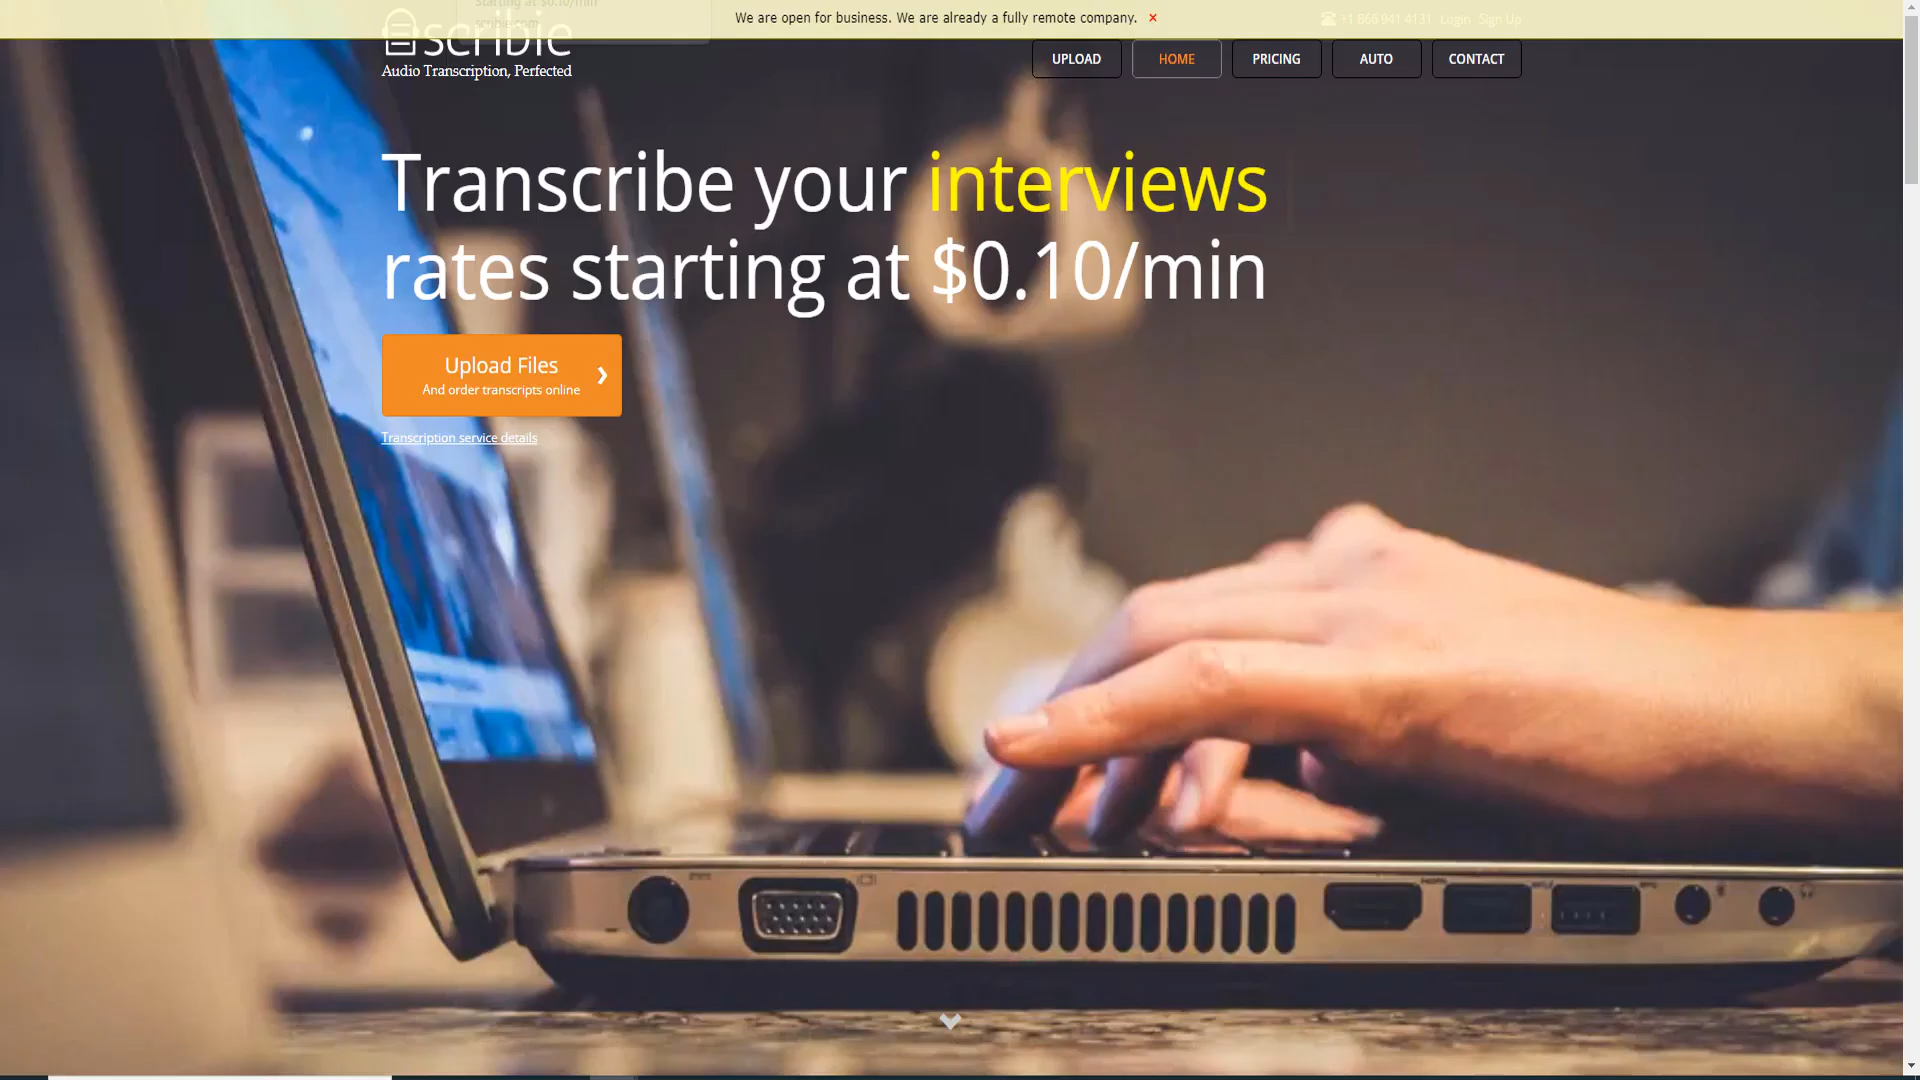 Starting at $0.10/min
scribie.com
We are open for business. We are already a fully remote company. ×
+1 866 941 4131 Login Sign Up
scribie
Audio Transcription, Perfected
UPLOAD HOME PRICING AUTO CONTACT
Transcribe your interviews
rates starting at $0.10/min
Upload Files
And order transcripts online
Transcription service details